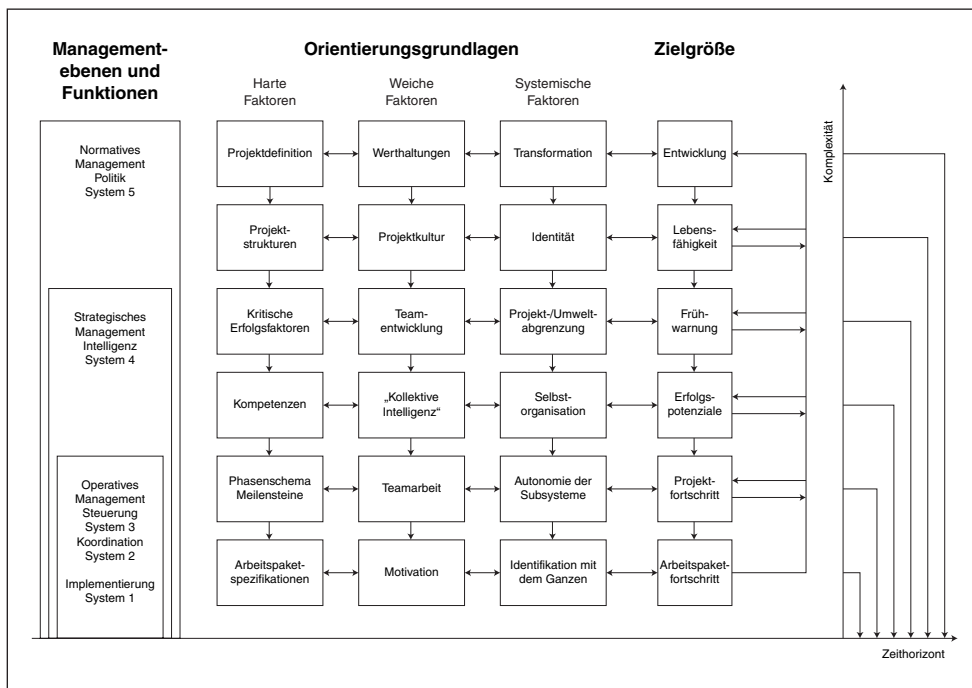 Management-
ebenen und
Funktionen
Orientierungsgrundlagen
Zielgröße
Harte
Faktoren
Weiche
Faktoren
Systemische
Faktoren
Komplexität
Normatives
Management
Politik
System 5
Projektdefinition
Werthaltungen
Transformation
Entwicklung
Projekt-
strukturen
Projektkultur
Identität
Lebens-
fähigkeit
Strategisches
Management
Intelligenz
System 4
Kritische
Erfolgsfaktoren
Team-
entwicklung
Projekt-/Umwelt-
abgrenzung
Früh-
warnung
Kompetenzen
„Kollektive
Intelligenz“
Selbst-
organisation
Erfolgs-
potenziale
Operatives
Management
Steuerung
System 3
Koordination
System 2
Implementierung
System 1
Phasenschema
Meilensteine
Teamarbeit
Autonomie der
Subsysteme
Projekt-
fortschritt
Arbeitspaket-
spezifikationen
Motivation
Identifikation mit
dem Ganzen
Arbeitspaket-
fortschritt
Zeithorizont